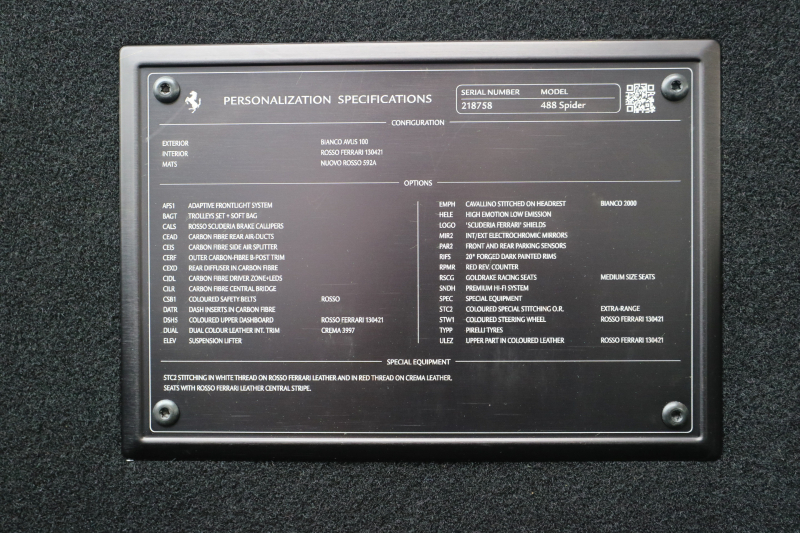 PERSONALIZATION SPECIFICATIONS
SERIAL NUMBER MODEL
218758 488 Spider
CONFIGURATION
EXTERIOR BIANCO AVUS 100
INTERIOR ROSSO FERRARI 130421
MATS NUOVO ROSSO 592A
OPTIONS
AFS1 ADAPTIVE FRONTLIGHT SYSTEM
BAGT TROLLEYS SET + SOFT BAG
CALS ROSSO SCUDERIA BRAKE CALLIPERS
CEAD CARBON FIBRE REAR AIR-DUCTS
CEIS CARBON FIBRE SIDE AIR SPLITTER
CERF OUTER CARBON-FIBRE B-POST TRIM
CEXD REAR DIFFUSER IN CARBON FIBRE
CIDL CARBON FIBRE DRIVER ZONE+LEDS
CILR CARBON FIBRE CENTRAL BRIDGE
CSB1 COLOURED SAFETY BELTS ROSSO
DATR DASH INSERTS IN CARBON FIBRE
DSH5 COLOURED UPPER DASHBOARD ROSSO FERRARI 130421
DUAL DUAL COLOUR LEATHER INT. TRIM CREMA 3997
ELEV SUSPENSION LIFTER
EMPH CAVALLINO STITCHED ON HEADREST BIANCO 2000
HELE HIGH EMOTION LOW EMISSION
LOGO "SCUDERIA FERRARI" SHIELDS
MIR2 INT/EXT ELECTROCHROMIC MIRRORS
PAR2 FRONT AND REAR PARKING SENSORS
RIFS 20" FORGED DARK PAINTED RIMS
RPMR RED REV. COUNTER
RSCG GOLDRAKE RACING SEATS MEDIUM SIZE SEATS
SNDH PREMIUM HI-FI SYSTEM
SPEC SPECIAL EQUIPMENT
STC2 COLOURED SPECIAL STITCHING O.R. EXTRA-RANGE
STW1 COLOURED STEERING WHEEL ROSSO FERRARI 130421
TYPP PIRELLI TYRES
ULEZ UPPER PART IN COLOURED LEATHER ROSSO FERRARI 130421
SPECIAL EQUIPMENT
STC2 STITCHING IN WHITE THREAD ON ROSSO FERRARI LEATHER AND IN RED THREAD ON CREMA LEATHER.
SEATS WITH ROSSO FERRARI LEATHER CENTRAL STRIPE.